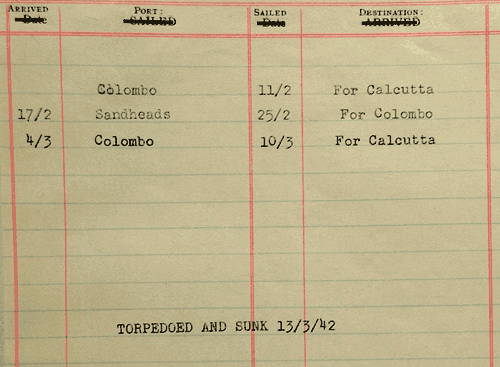 ARRIVED PORT: SAILED DESTINATION:
Date SAILED Date ARRIVED
Colombo 11/2 For Calcutta
17/2 Sandheads 25/2 For Colombo
4/3 Colombo 10/3 For Calcutta
TORPEDOED AND SUNK 13/3/42